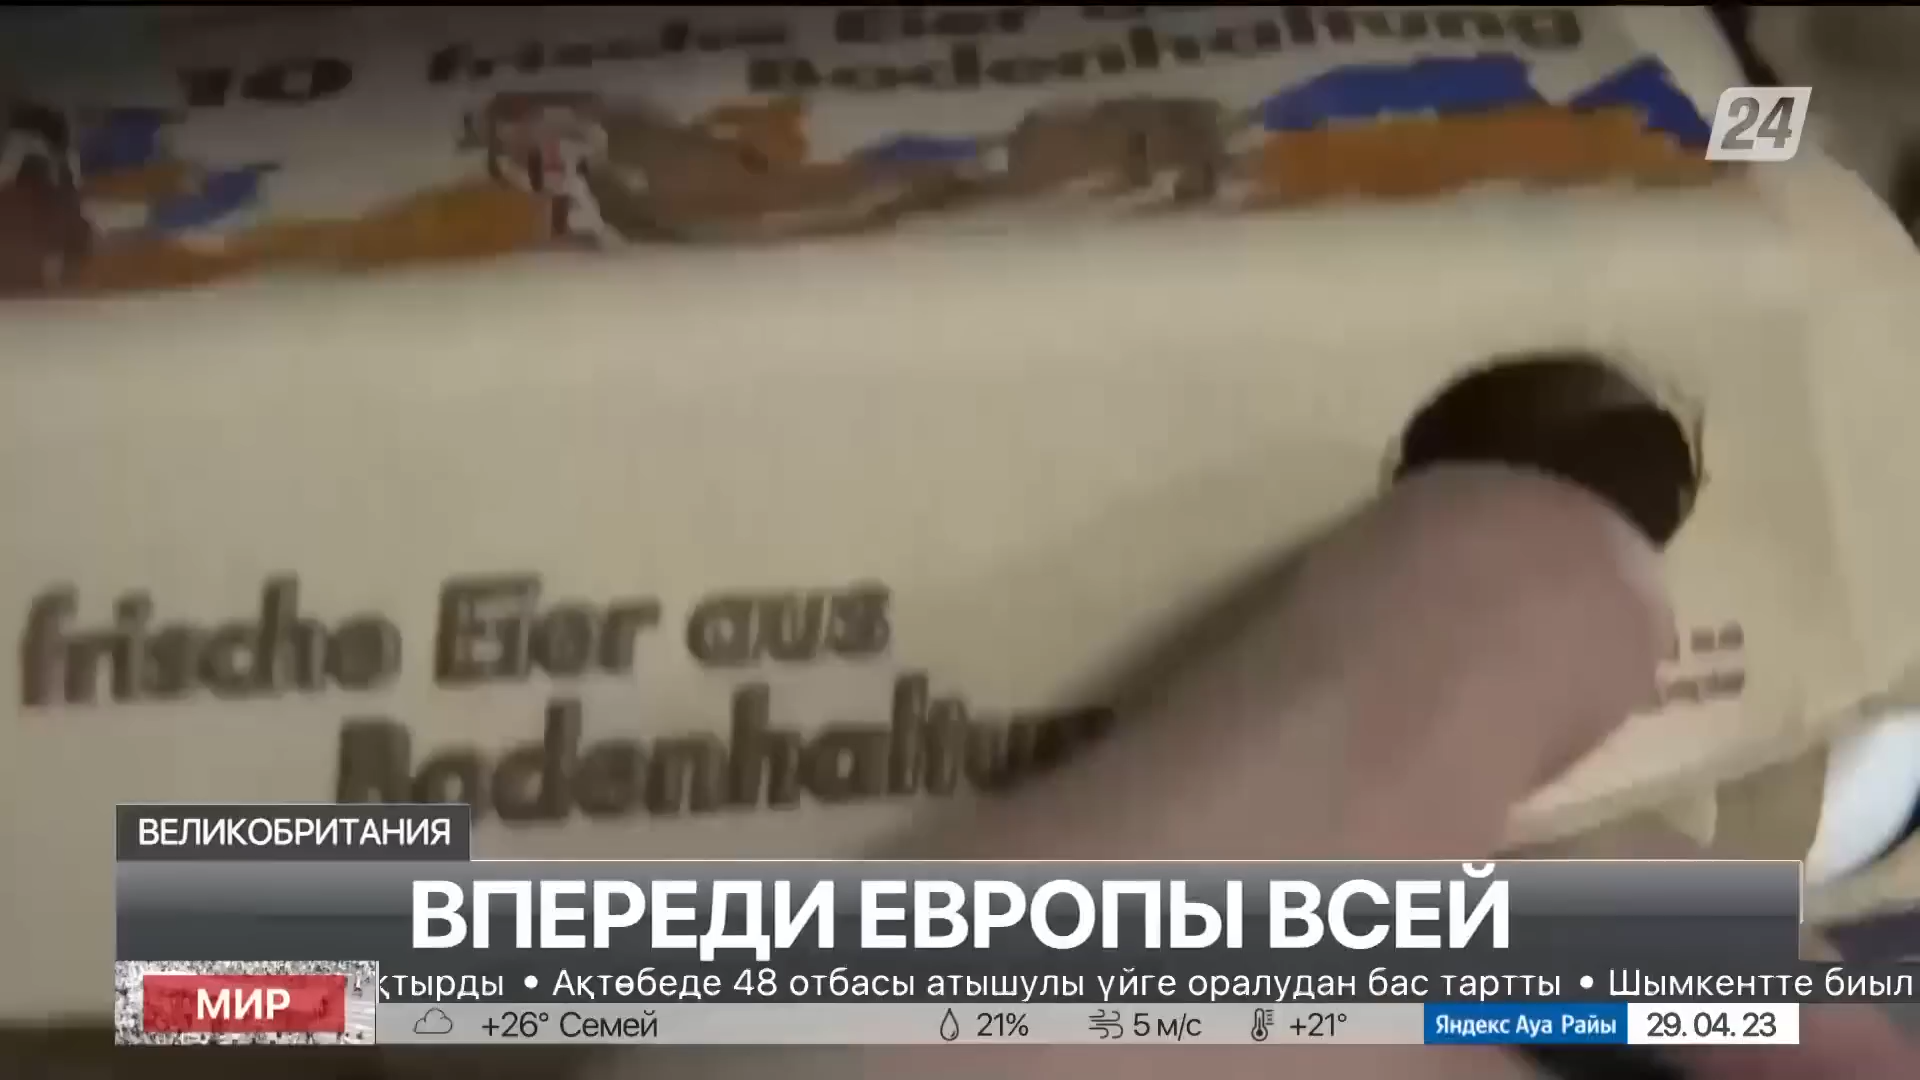 10 frische Eier aus
Bodenhaltung
24
frische Eier aus
Bodenhaltu
ВЕЛИКОБРИТАНИЯ
ВПЕРЕДИ ЕВРОПЫ ВСЕЙ
МИР
қтырды • Ақтөбеде 48 отбасы атышулы үйге оралудан бас тартты • Шымкентте биыл
+26° Семей 21% 5 м/с +21° Яндекс Ауа Райы 29.04.23